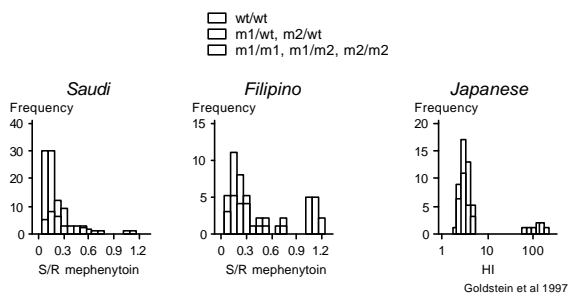 wt/wt
m1/wt, m2/wt
m1/m1, m1/m2, m2/m2
Saudi
Frequency
40
30
20
10
0
0 0.3 0.6 0.9 1.2
S/R mephenytoin
Filipino
Frequency
15
10
5
0
0 0.3 0.6 0.9 1.2
S/R mephenytoin
Japanese
Frequency
20
15
10
5
0
1 10 100
HI
Goldstein et al 1997